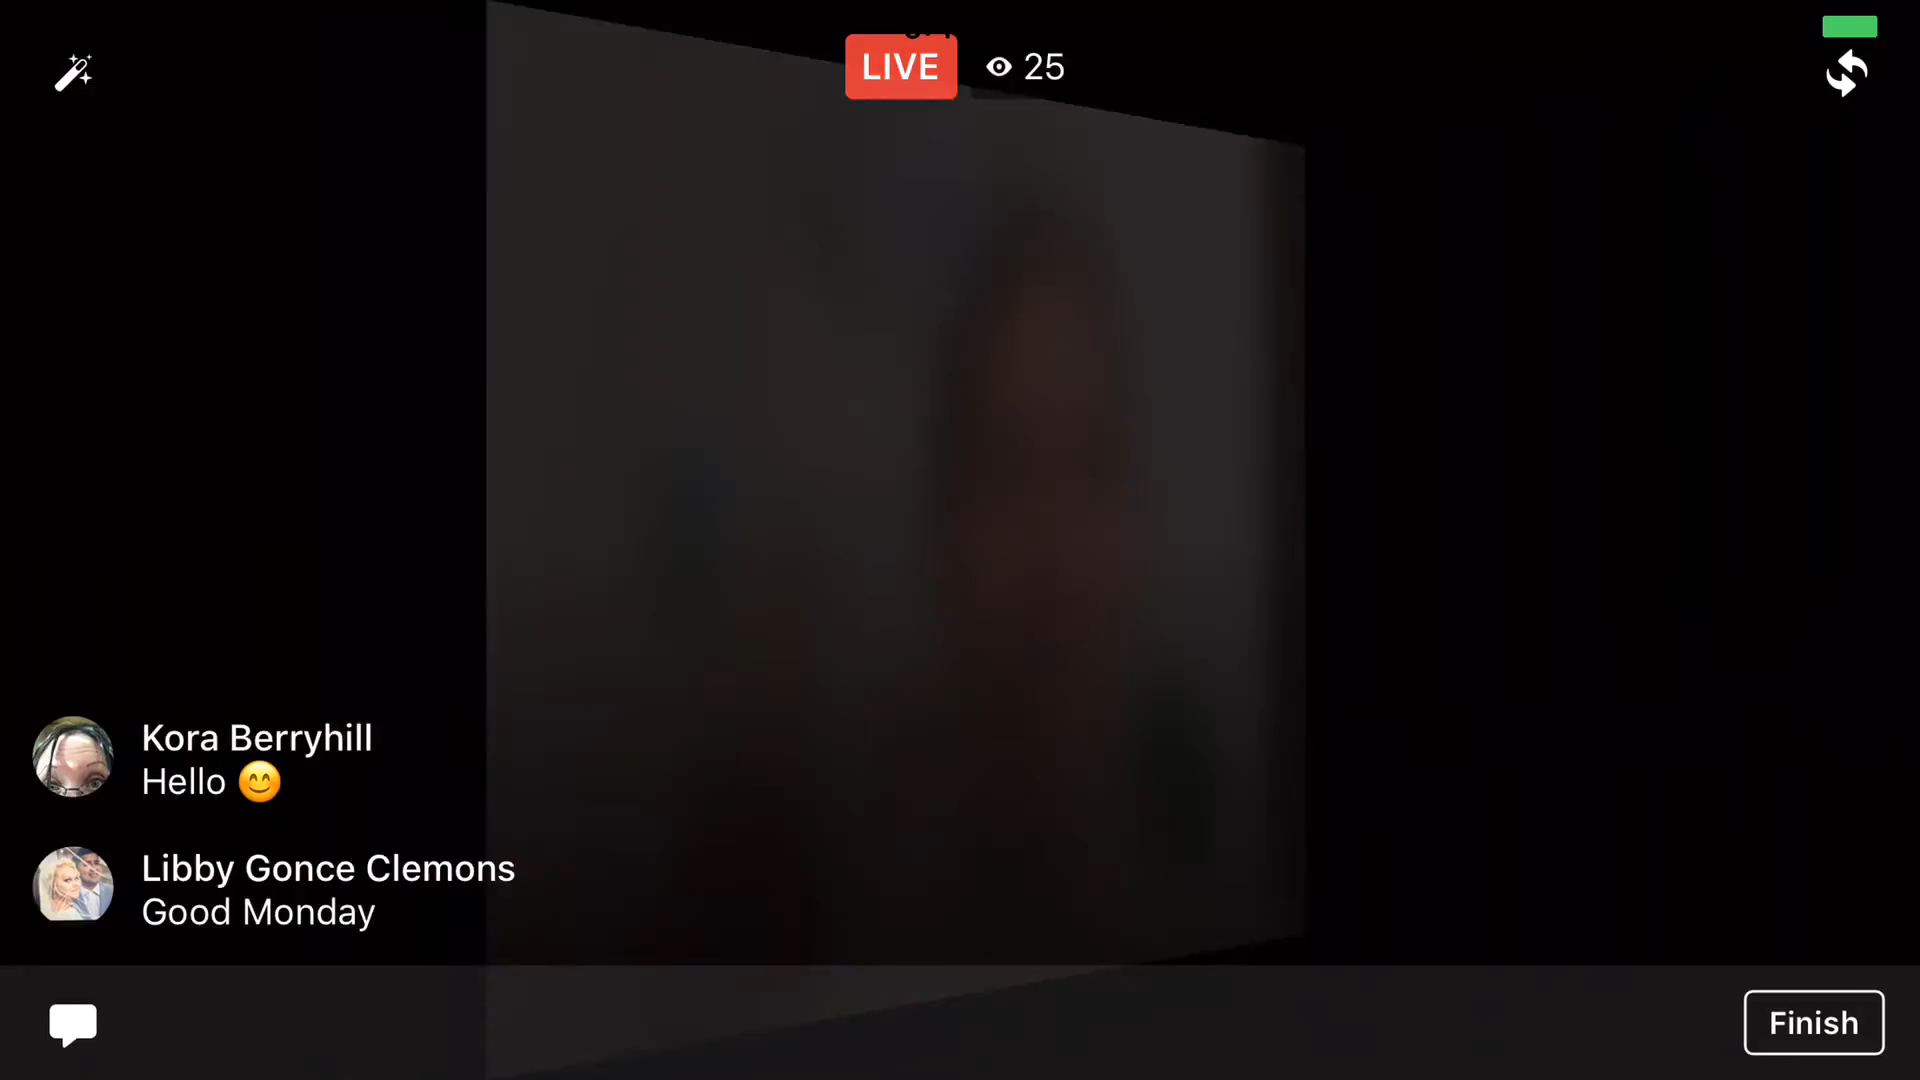 LIVE 25
Kora Berryhill
Hello 😊
Libby Gonce Clemons
Good Monday
Finish